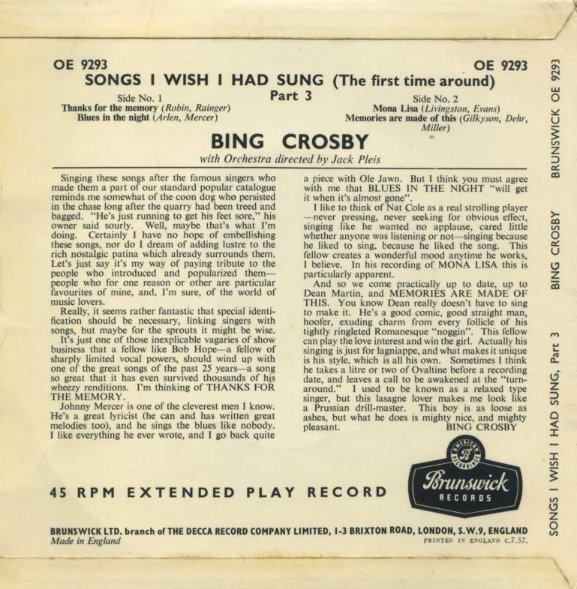 OE 9293
OE 9293
SONGS I WISH I HAD SUNG (The first time around)
Part 3
Side No. 1
Thanks for the memory (Robin, Rainger)
Blues in the night (Arlen, Mercer)
Side No. 2
Mona Lisa (Livingston, Evans)
Memories are made of this (Gilkyson, Dehr,
Miller)
BING CROSBY
with Orchestra directed by Jack Pleis
Singing these songs after the famous singers who
made them a part of our standard popular catalogue
reminds me somewhat of the coon dog who persisted
in the chase long after the quarry had been treed and
bagged. "He's just running to get his feet sore," his
owner said sourly. Well, maybe that's what I'm
doing. Certainly I have no hope of embellishing
these songs, nor do I dream of adding lustre to the
rich nostalgic patina which already surrounds them.
Let's just say it's my way of paying tribute to the
people who introduced and popularized them—
people who for one reason or other are particular
favourites of mine, and, I'm sure, of the world of
music lovers.
Really, it seems rather fantastic that special identi-
fication should be necessary, linking singers with
songs, but maybe for the sprouts it might be wise.
It's just one of those inexplicable vagaries of show
business that a fellow like Bob Hope—a fellow of
sharply limited vocal powers, should wind up with
one of the great songs of the past 25 years—a song
so great that it has even survived thousands of his
wheezy renditions. I'm thinking of THANKS FOR
THE MEMORY.
Johnny Mercer is one of the cleverest men I know.
He's a great lyricist (he can and has written great
melodies too), and he sings the blues like nobody.
I like everything he ever wrote, and I go back quite
a piece with Ole Jawn. But I think you must agree
with me that BLUES IN THE NIGHT "will get
it when it's almost gone".
I like to think of Nat Cole as a real strolling player
—never pressing, never seeking for obvious effect,
singing like he wanted no applause, cared little
whether anyone was listening or not—singing because
he liked to sing, because he liked the song. This
fellow creates a wonderful mood anytime he works,
I believe. In his recording of MONA LISA this is
particularly apparent.
And so we come practically up to date, up to
Dean Martin, and MEMORIES ARE MADE OF
THIS. You know Dean really doesn't have to sing
to make it. He's a good comic, good straight man,
hoofer, exuding charm from every follicle of his
tightly ringleted Romanesque "noggin". This fellow
can play the love interest and win the girl. Actually his
singing is just for lagniappe, and what makes it unique
is his style, which is all his own. Sometimes I think
he takes a litre or two of Ovaltine before a recording
date, and leaves a call to be awakened at the "turn-
around." I used to be known as a relaxed type
singer, but this lasagne lover makes me look like
a Prussian drill-master. This boy is as loose as
ashes, but what he does is mighty nice, and mighty
pleasant. BING CROSBY
45 RPM EXTENDED PLAY RECORD
AMERICAN
RECORDINGS
Brunswick
RECORDS
BRUNSWICK LTD. branch of THE DECCA RECORD COMPANY LIMITED, 1-3 BRIXTON ROAD, LONDON, S.W.9, ENGLAND
Made in England
PRINTED IN ENGLAND C.7.57.
SONGS I WISH I HAD SUNG, Part 3 BING CROSBY BRUNSWICK OE 9293